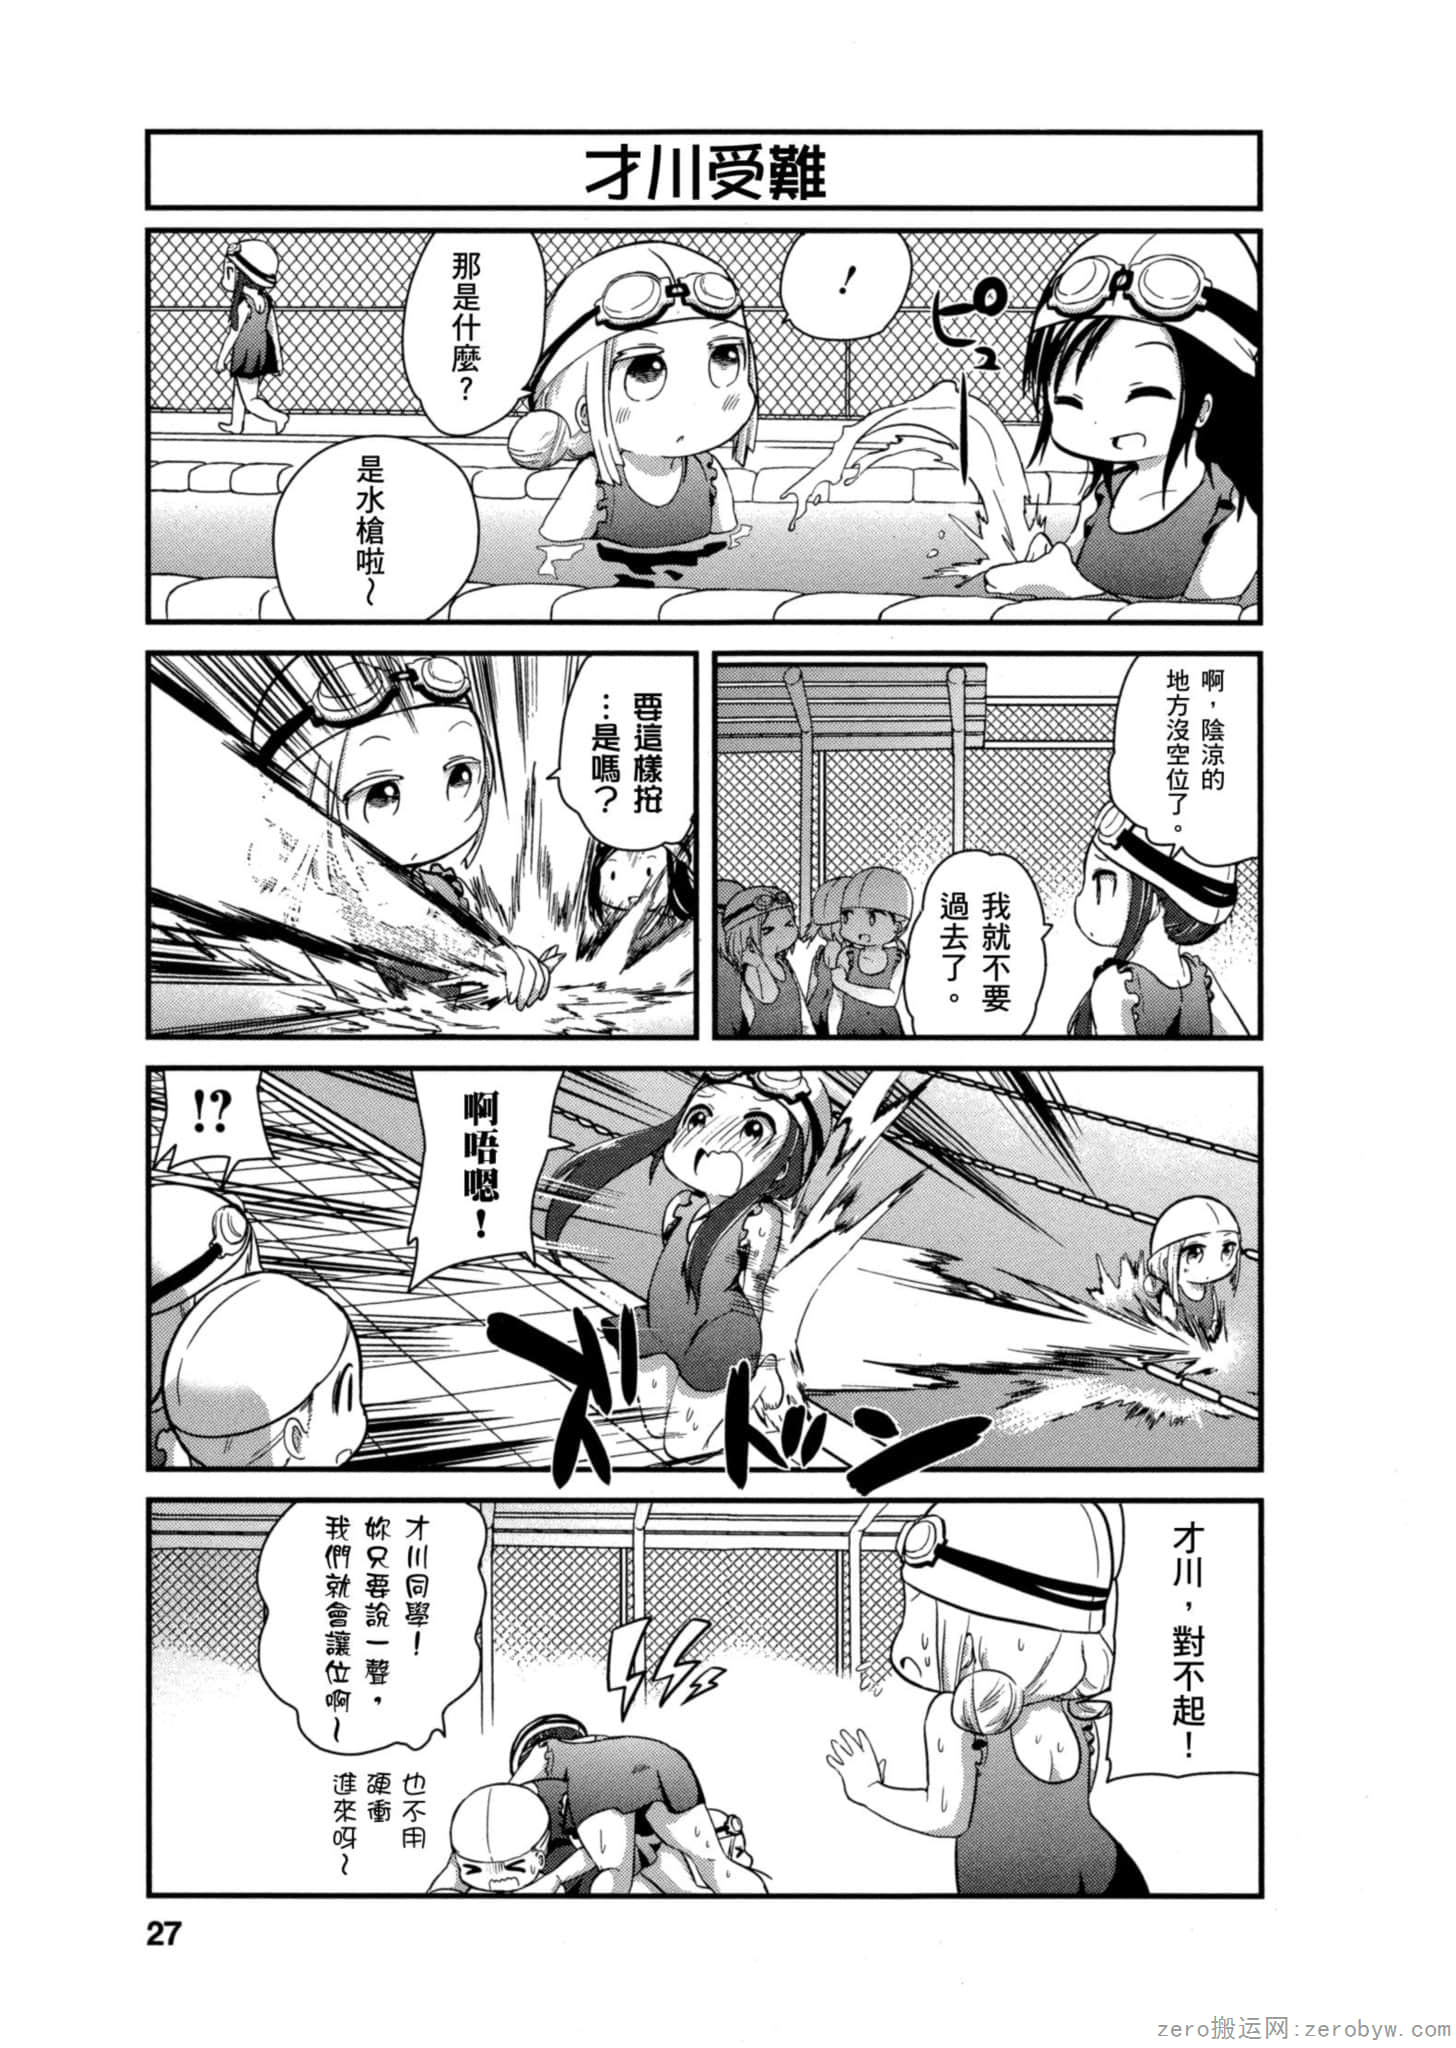 才川受難
ピュー
！
那是什麼？
是水槍啦～
啊，陰涼的
地方沒空位了。
我就不要
過去了。
要這樣按
…是嗎？
啊唔嗯！
！？
ズドドン
才川，對不起！
才川同學！
妳只要說一聲，
我們就會讓位啊～
也不用
硬衝
進來呀～
27
zero搬运网:zerobyw.com